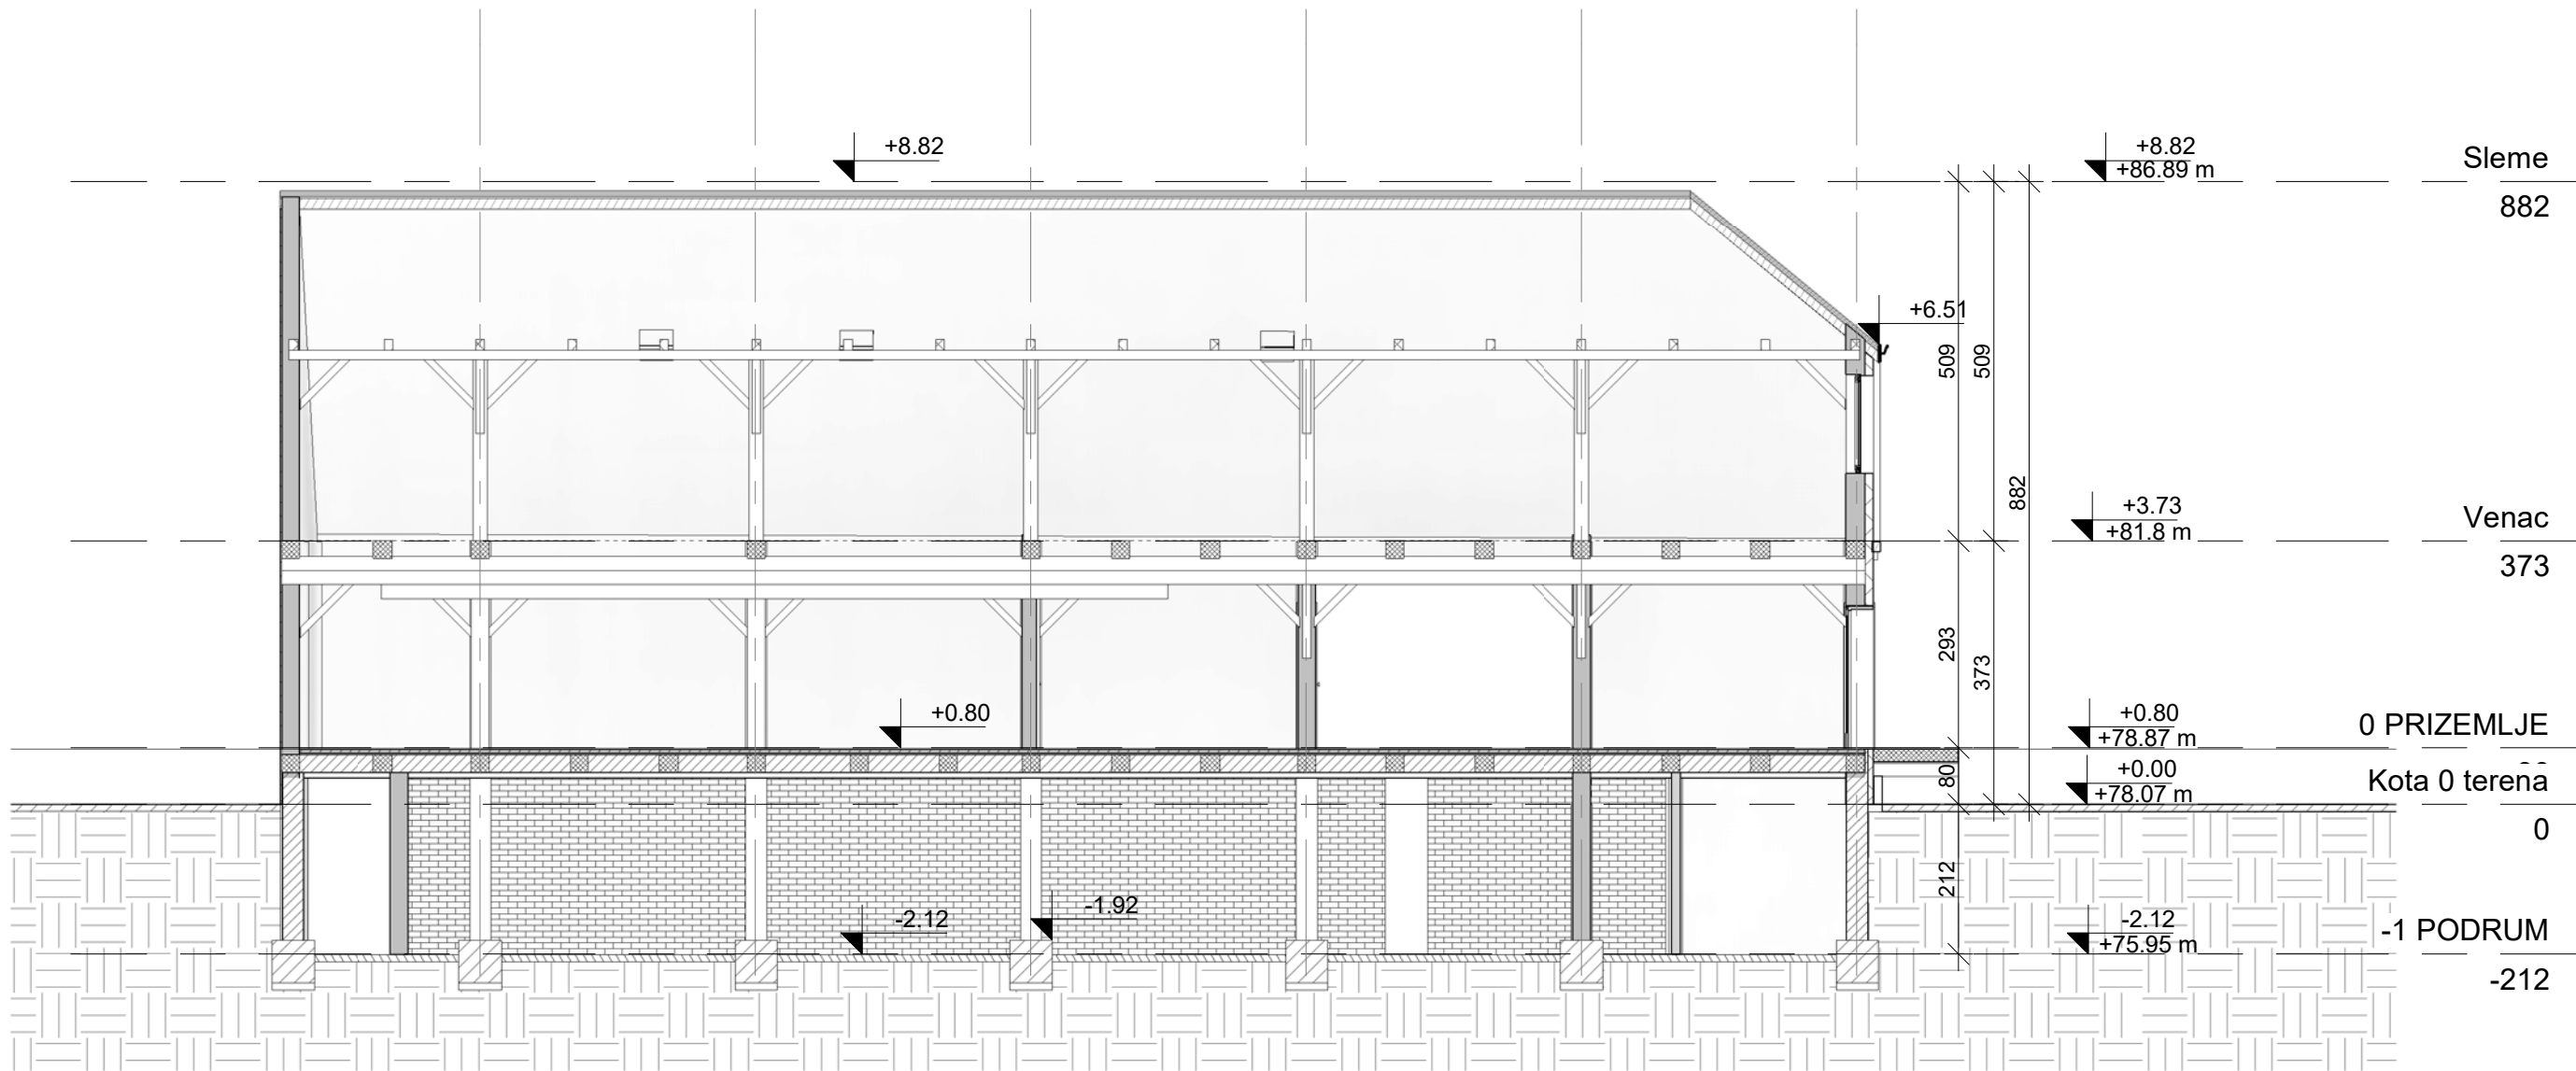 +8.82
+8.82
+86.89 m
Sleme
882
+6.51
509
509
882
+3.73
+81.8 m
Venac
373
293
373
+0.80
+0.80
+78.87 m
0 PRIZEMLJE
80
+0.00
+78.07 m
Kota 0 terena
0
212
-2.12
-1.92
-2.12
+75.95 m
-1 PODRUM
-212